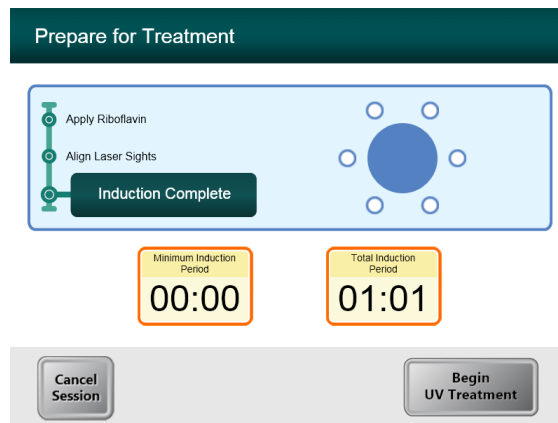 Prepare for Treatment
Apply Riboflavin
Align Laser Sights
Induction Complete
Minimum Induction
Period
00:00
Total Induction
Period
01:01
Cancel
Session
Begin
UV Treatment